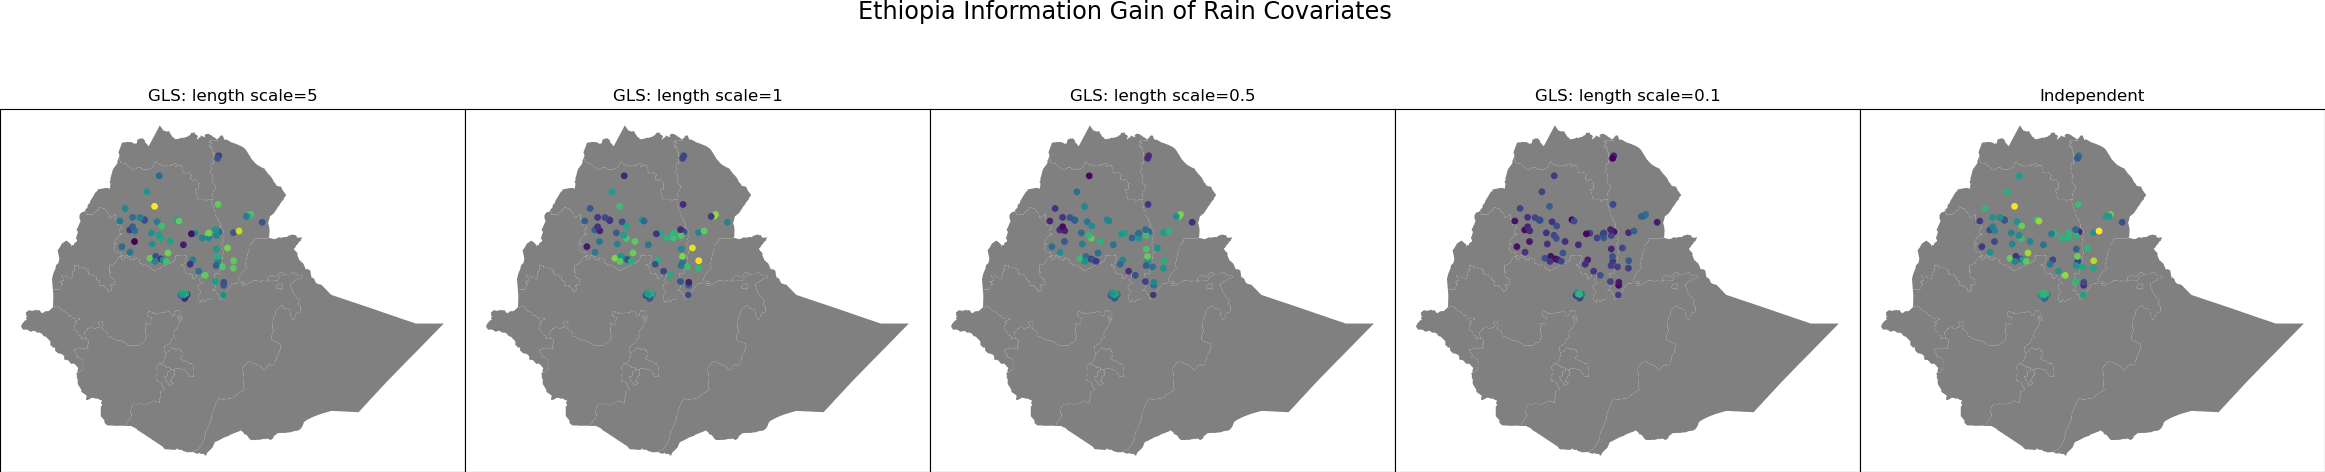 Ethiopia Information Gain of Rain Covariates
GLS: length scale=5
GLS: length scale=1
GLS: length scale=0.5
GLS: length scale=0.1
Independent